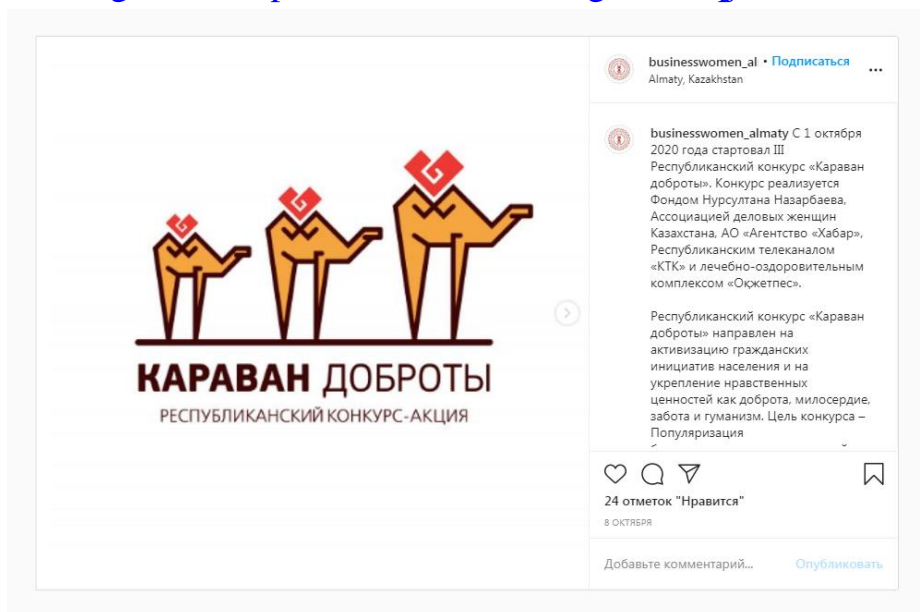 КАРАВАН ДОБРОТЫ
РЕСПУБЛИКАНСКИЙ КОНКУРС-АКЦИЯ
businesswomen_al • Подписаться
Almaty, Kazakhstan
businesswomen_almaty С 1 октября
2020 года стартовал III
Республиканский конкурс «Караван
доброты». Конкурс реализуется
Фондом Нурсултана Назарбаева,
Ассоциацией деловых женщин
Казахстана, АО «Агентство «Хабар»,
Республиканским телеканалом
«КТК» и лечебно-оздоровительным
комплексом «Оқжетпес».
Республиканский конкурс «Караван
доброты» направлен на
активизацию гражданских
инициатив населения и на
укрепление нравственных
ценностей как доброта, милосердие,
забота и гуманизм. Цель конкурса –
Популяризация
24 отметок "Нравится"
8 ОКТЯБРЯ
Добавьте комментарий... Опубликовать